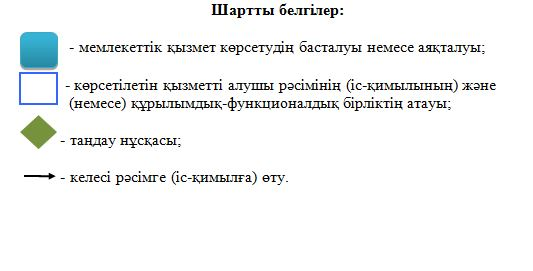 Шартты белгілер:
- мемлекеттік қызмет көрсетудің басталуы немесе аяқталуы;
- көрсетілетін қызметті алушы рәсімінің (іс-қимылының) және
(немесе) құрылымдық-функционалдық бірліктің атауы;
- таңдау нұсқасы;
- келесі рәсімге (іс-қимылға) өту.